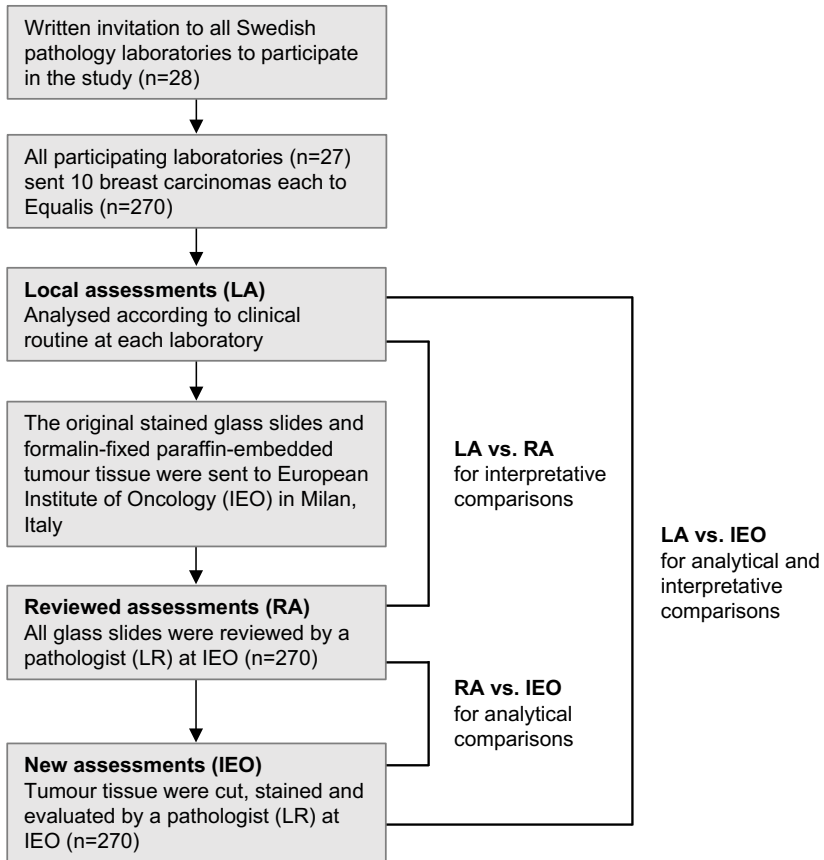 Written invitation to all Swedish
pathology laboratories to participate
in the study (n=28)
All participating laboratories (n=27)
sent 10 breast carcinomas each to
Equalis (n=270)
Local assessments (LA)
Analysed according to clinical
routine at each laboratory
The original stained glass slides and
formalin-fixed paraffin-embedded
tumour tissue were sent to European
Institute of Oncology (IEO) in Milan,
Italy
Reviewed assessments (RA)
All glass slides were reviewed by a
pathologist (LR) at IEO (n=270)
New assessments (IEO)
Tumour tissue were cut, stained and
evaluated by a pathologist (LR) at
IEO (n=270)
LA vs. RA
for interpretative
comparisons
RA vs. IEO
for analytical
comparisons
LA vs. IEO
for analytical and
interpretative
comparisons